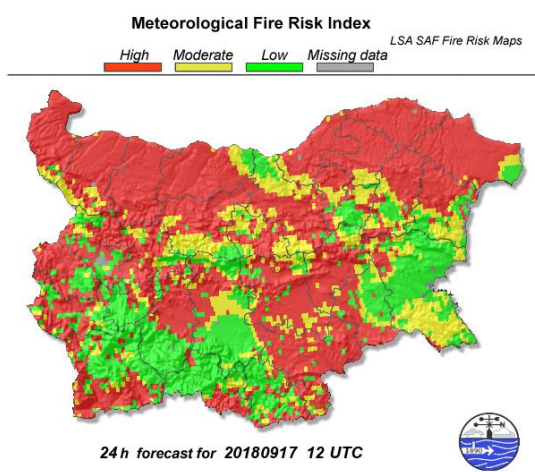 Meteorological Fire Risk Index
LSA SAF Fire Risk Maps
High Moderate Low Missing data
24 h forecast for 20180917 12 UTC
N
1890